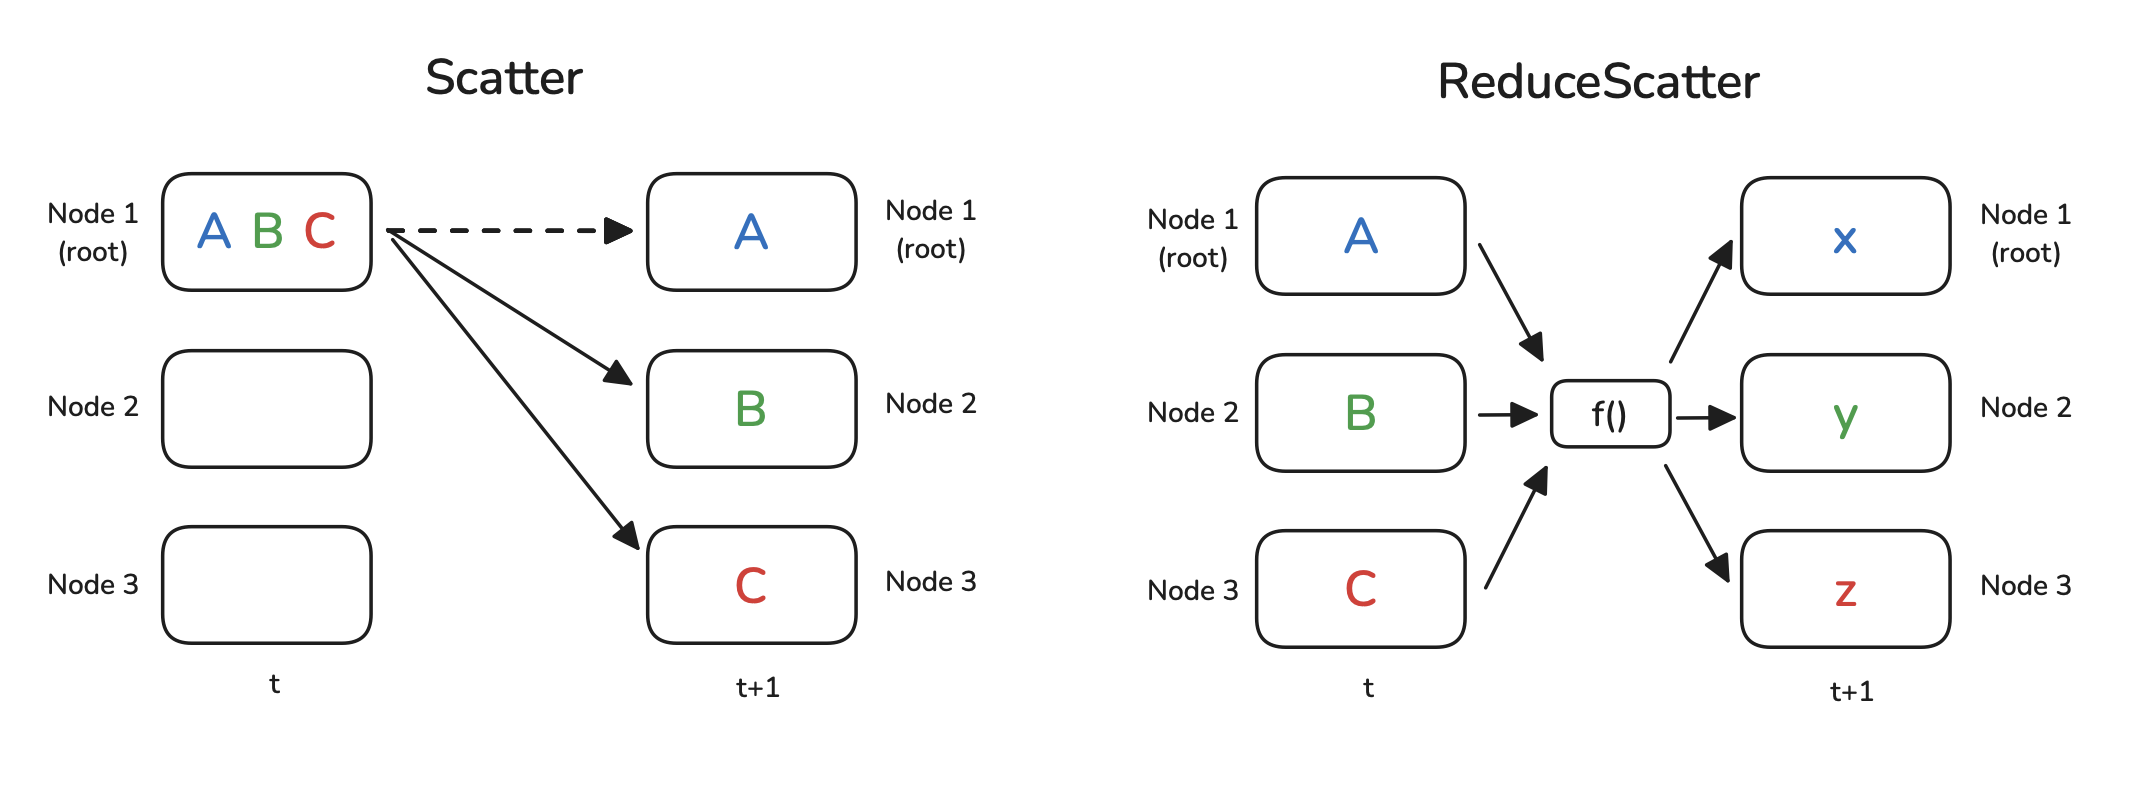 Scatter
Node 1
(root)
A B C
A
Node 1
(root)
Node 2
B
Node 2
Node 3
C
Node 3
t
t+1
ReduceScatter
Node 1
(root)
A
x
Node 1
(root)
Node 2
B
f()
y
Node 2
Node 3
C
z
Node 3
t
t+1